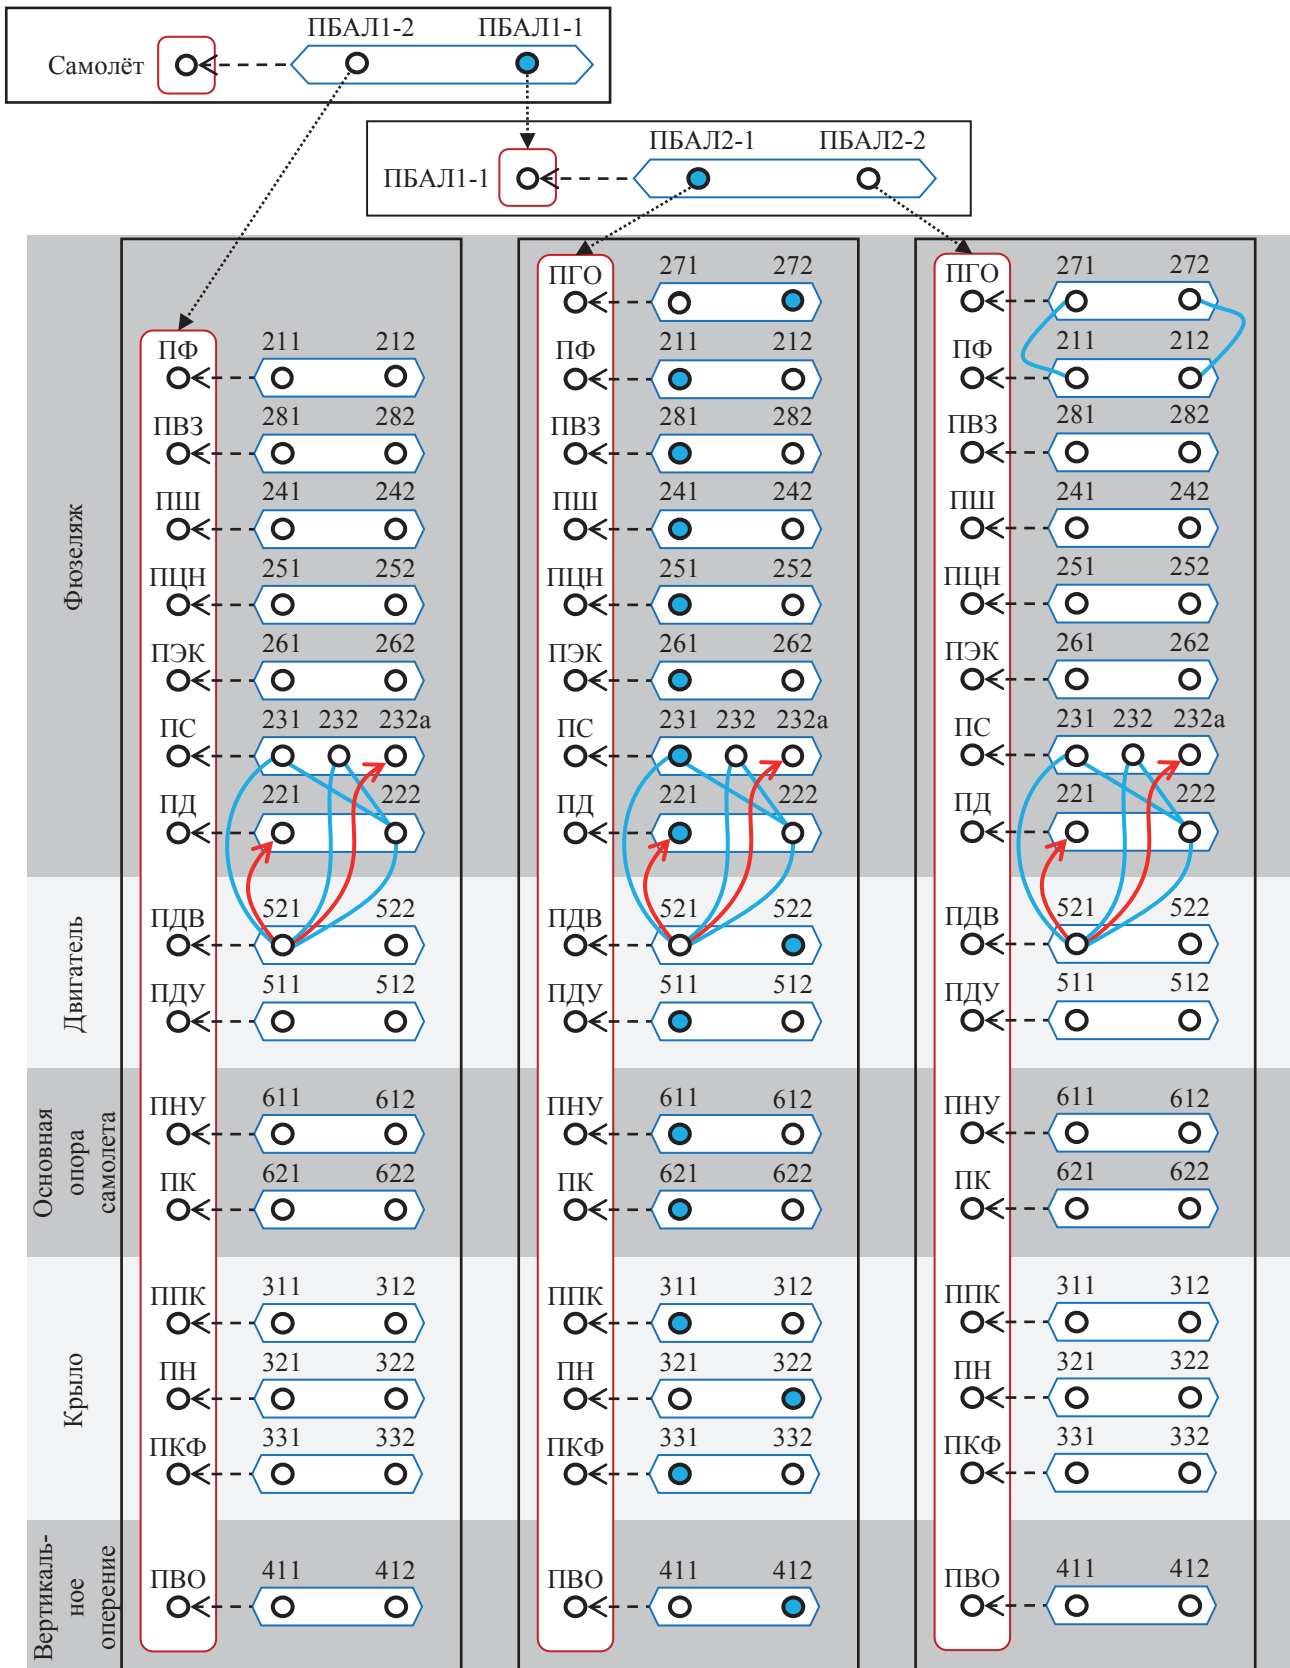 ПБАЛ1-2 ПБАЛ1-1
Самолёт
ПБАЛ2-1 ПБАЛ2-2
ПБАЛ1-1
Фюзеляж
Двигатель
Основная
опора
самолета
Крыло
Вертикаль-
ное
оперение
211 212
ПФ
281 282
ПВЗ
241 242
ПШ
251 252
ПЦН
261 262
ПЭК
231 232 232а
ПС
221 222
ПД
521 522
ПДВ
511 512
ПДУ
611 612
ПНУ
621 622
ПК
311 312
ППК
321 322
ПН
331 332
ПКФ
411 412
ПВО
271 272
ПГО
211 212
ПФ
281 282
ПВЗ
241 242
ПШ
251 252
ПЦН
261 262
ПЭК
231 232 232а
ПС
221 222
ПД
521 522
ПДВ
511 512
ПДУ
611 612
ПНУ
621 622
ПК
311 312
ППК
321 322
ПН
331 332
ПКФ
411 412
ПВО
271 272
ПГО
211 212
ПФ
281 282
ПВЗ
241 242
ПШ
251 252
ПЦН
261 262
ПЭК
231 232 232а
ПС
221 222
ПД
521 522
ПДВ
511 512
ПДУ
611 612
ПНУ
621 622
ПК
311 312
ППК
321 322
ПН
331 332
ПКФ
411 412
ПВО